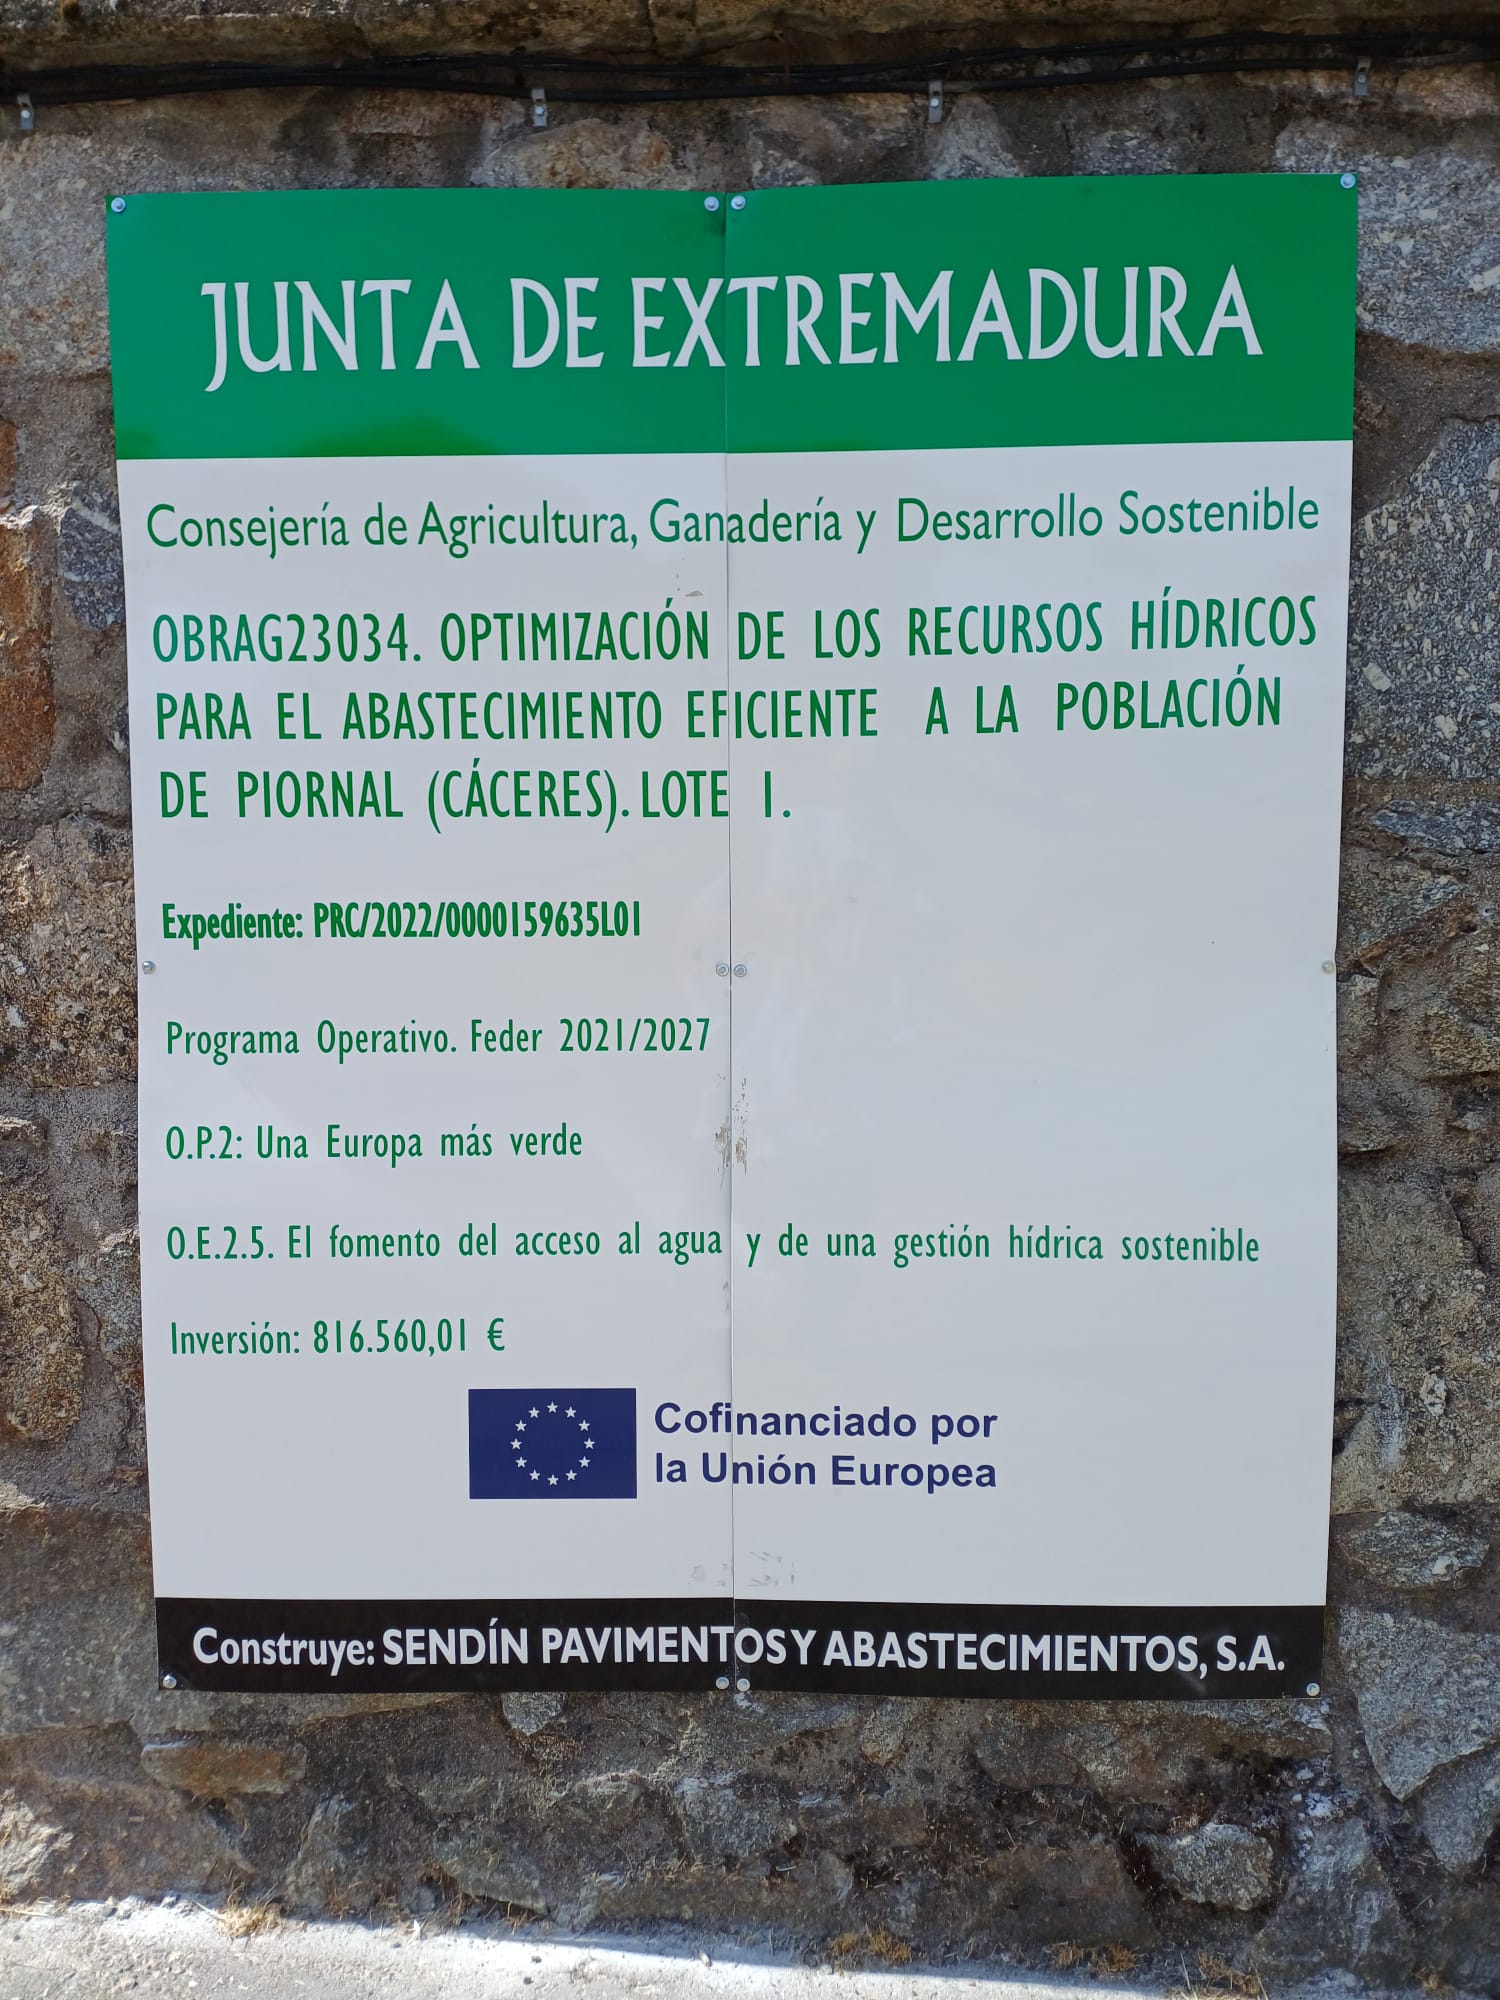 JUNTA DE EXTREMADURA
Consejería de Agricultura, Ganadería y Desarrollo Sostenible
OBRAG23034. OPTIMIZACIÓN DE LOS RECURSOS HÍDRICOS
PARA EL ABASTECIMIENTO EFICIENTE A LA POBLACIÓN
DE PIORNAL (CÁCERES). LOTE 1.
Expediente: PRC/2022/0000159635L01
Programa Operativo. Feder 2021/2027
O.P.2: Una Europa más verde
O.E.2.5. El fomento del acceso al agua y de una gestión hídrica sostenible
Inversión: 816.560,01 €
Cofinanciado por
la Unión Europea
Construye: SENDÍN PAVIMENTOS Y ABASTECIMIENTOS, S.A.